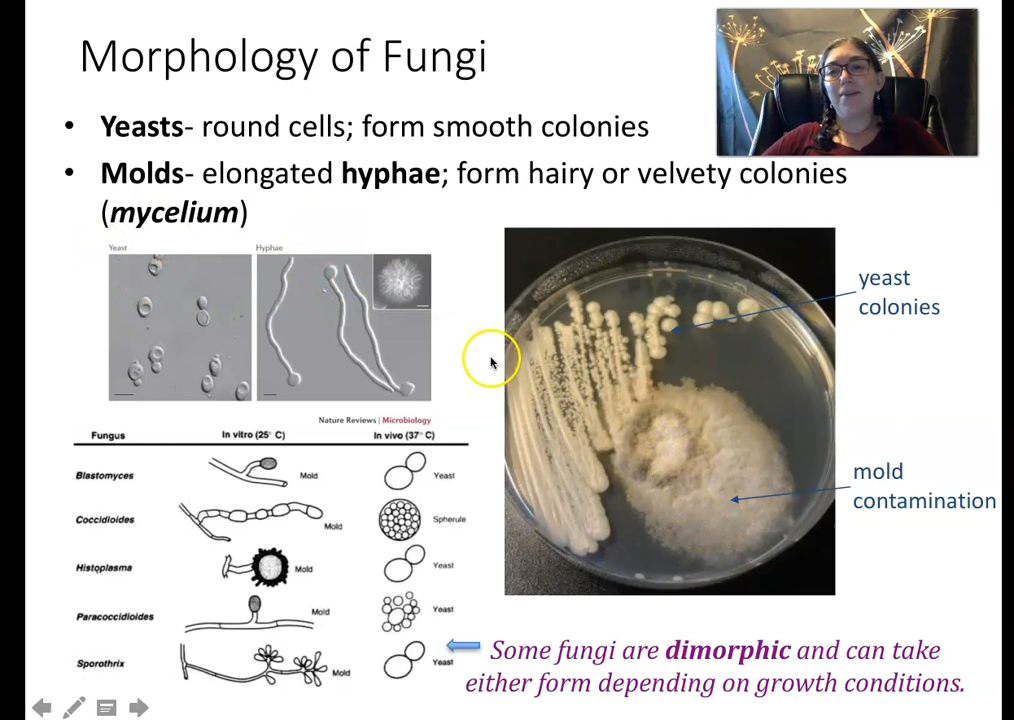 Morphology of Fungi
• Yeasts- round cells; form smooth colonies
• Molds- elongated hyphae; form hairy or velvety colonies
(mycelium)
Yeast
Hyphae
Nature Reviews | Microbiology
Fungus In vitro (25° C) In vivo (37° C)
Blastomyces Mold Yeast
Coccidioides Mold Spherule
Histoplasma Mold Yeast
Paracoccidioides Mold Yeast
Sporothrix Mold Yeast
yeast
colonies
mold
contamination
Some fungi are dimorphic and can take
either form depending on growth conditions.